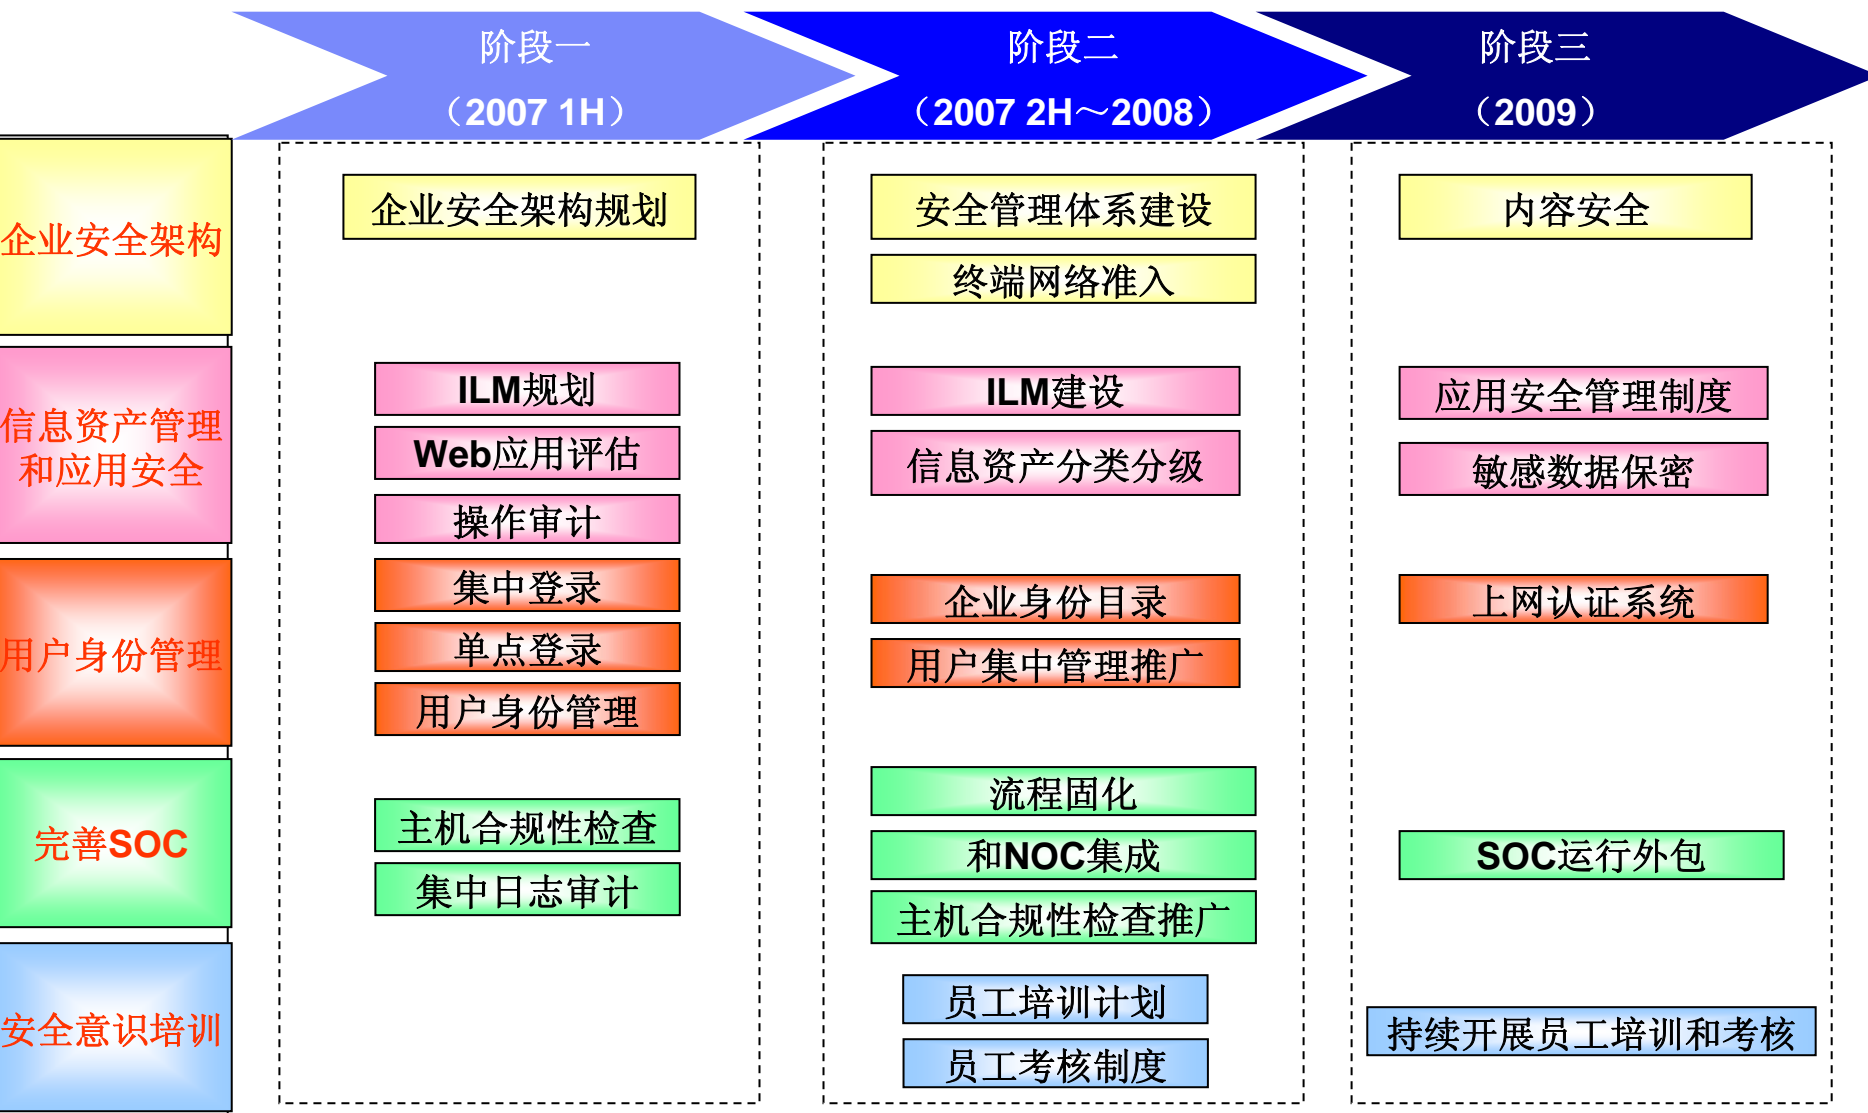 阶段一
（2007 1H）
阶段二
（2007 2H～2008）
阶段三
（2009）
企业安全架构
企业安全架构规划
安全管理体系建设
终端网络准入
内容安全
信息资产管理
和应用安全
ILM规划
Web应用评估
操作审计
ILM建设
信息资产分类分级
应用安全管理制度
敏感数据保密
用户身份管理
集中登录
单点登录
用户身份管理
企业身份目录
用户集中管理推广
上网认证系统
完善SOC
主机合规性检查
集中日志审计
流程固化
和NOC集成
主机合规性检查推广
SOC运行外包
安全意识培训
员工培训计划
员工考核制度
持续开展员工培训和考核